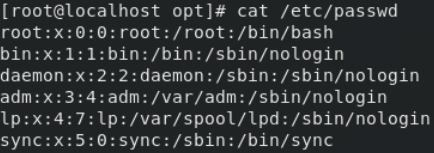 [root@localhost opt]# cat /etc/passwd
root:x:0:0:root:/root:/bin/bash
bin:x:1:1:bin:/bin:/sbin/nologin
daemon:x:2:2:daemon:/sbin:/sbin/nologin
adm:x:3:4:adm:/var/adm:/sbin/nologin
lp:x:4:7:lp:/var/spool/lpd:/sbin/nologin
sync:x:5:0:sync:/sbin:/bin/sync